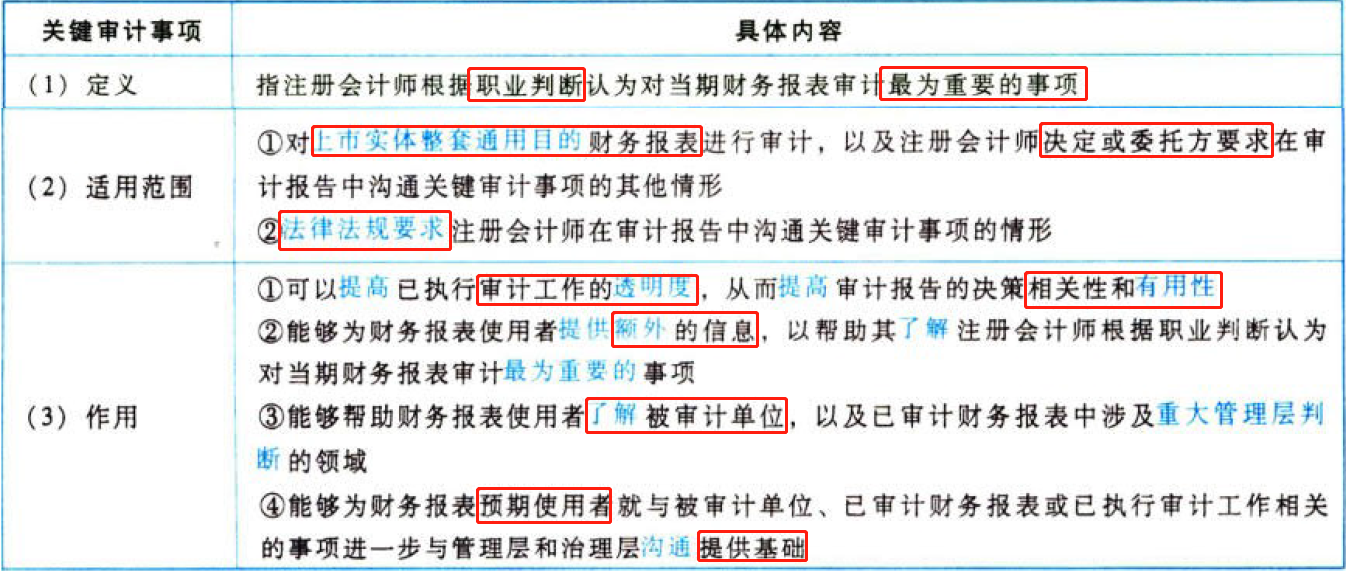 关键审计事项 具体内容
（1）定义 指注册会计师根据职业判断认为对当期财务报表审计最为重要的事项
①对上市实体整套通用目的财务报表进行审计，以及注册会计师决定或委托方要求在审
（2）适用范围 计报告中沟通关键审计事项的其他情形
②法律法规要求注册会计师在审计报告中沟通关键审计事项的情形
①可以提高已执行审计工作的透明度，从而提高审计报告的决策相关性和有用性
②能够为财务报表使用者提供额外的信息，以帮助其了解注册会计师根据职业判断认为
对当期财务报表审计最为重要的事项
（3）作用 ③能够帮助财务报表使用者了解被审计单位，以及已审计财务报表中涉及重大管理层判
断的领域
④能够为财务报表预期使用者就与被审计单位、已审计财务报表或已执行审计工作相关
的事项进一步与管理层和治理层沟通提供基础